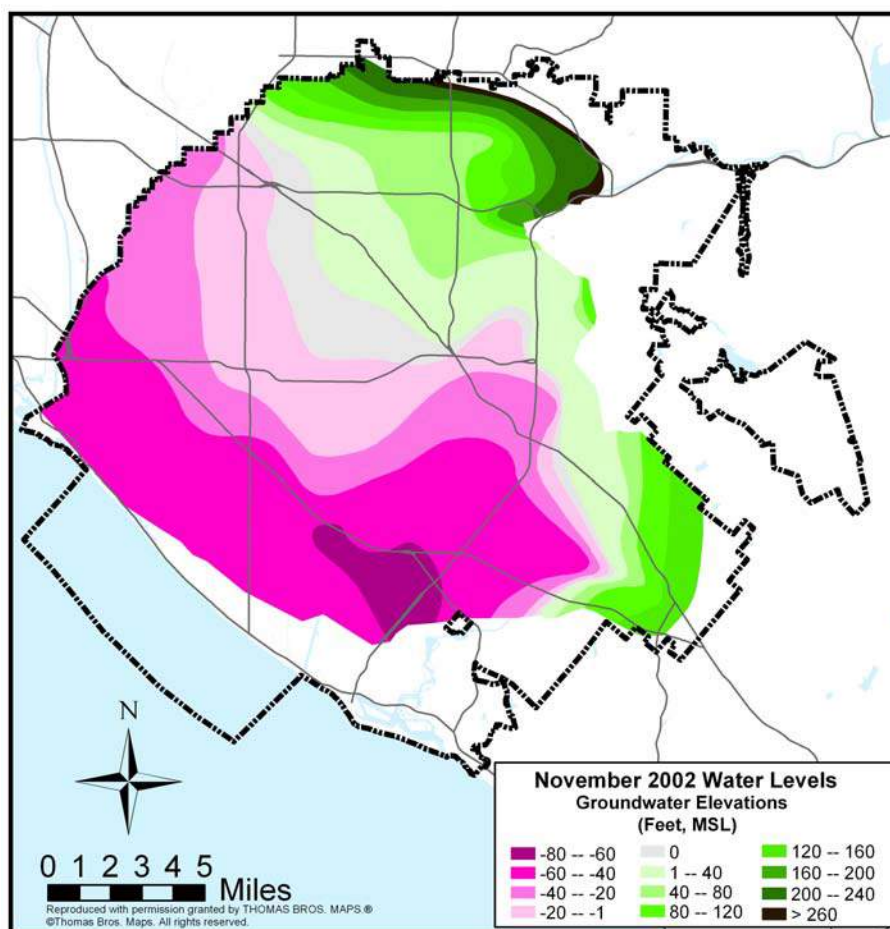 N
0 1 2 3 4 5
Miles
Reproduced with permission granted by THOMAS BROS. MAPS.®
©Thomas Bros. Maps. All rights reserved.
November 2002 Water Levels
Groundwater Elevations
(Feet, MSL)
-80 -- -60
-60 -- -40
-40 -- -20
-20 -- -1
0
1 -- 40
40 -- 80
80 -- 120
120 -- 160
160 -- 200
200 -- 240
> 260